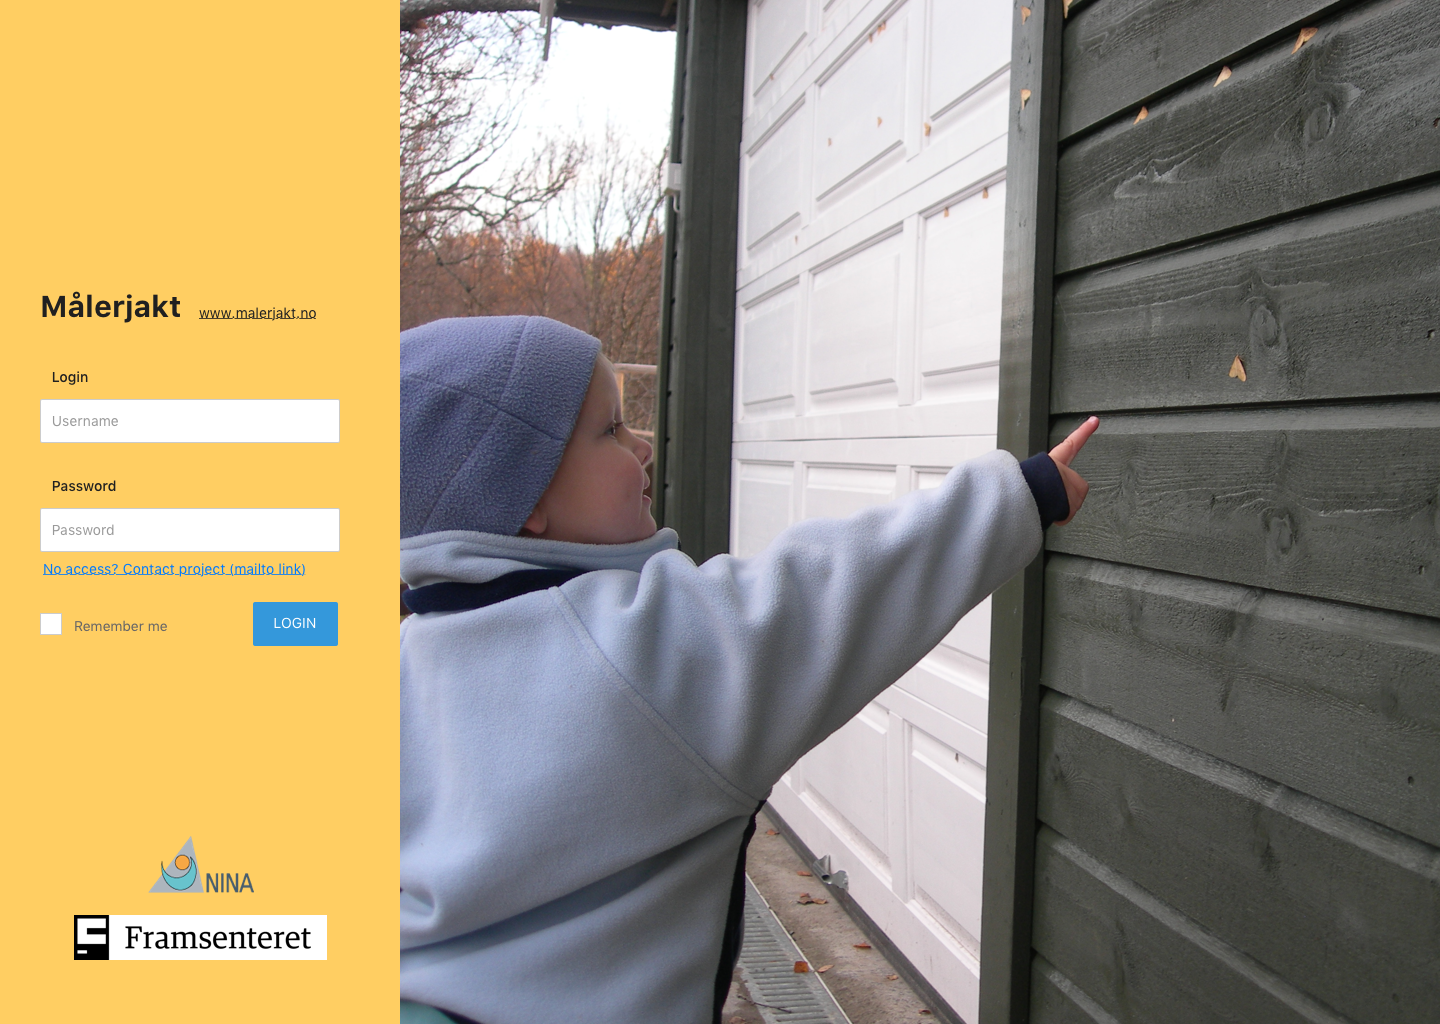 Målerjakt www.malerjakt.no
Login
Username
Password
Password
No access? Contact project (mailto link)
Remember me LOGIN
NINA
Framsenteret